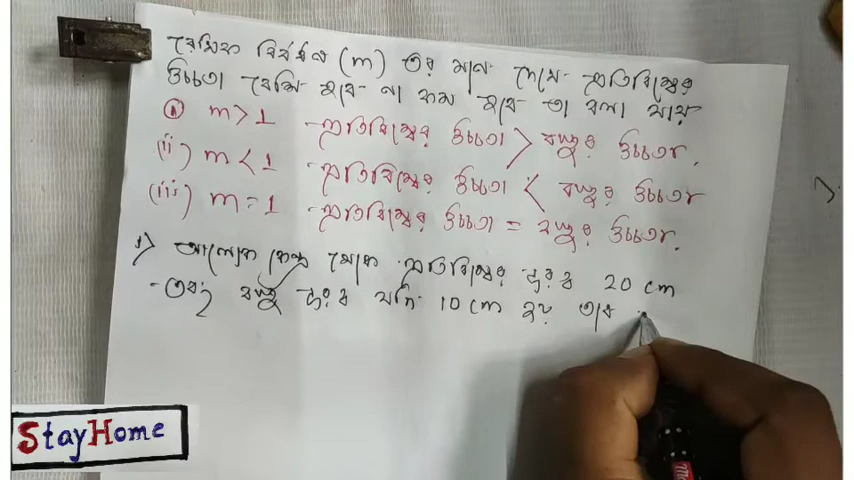 রৈখিক বিবর্ধন (m) এর মান দেখে প্রতিবিম্বের
উচ্চতা বেশি হবে না কম হবে তা বলা যায়
(i) m > 1 প্রতিবিম্বের উচ্চতা > বস্তুর উচ্চতা.
(ii) m < 1 প্রতিবিম্বের উচ্চতা < বস্তুর উচ্চতা
(iii) m = 1 প্রতিবিম্বের উচ্চতা = বস্তুর উচ্চতা.
১) আলোক কেন্দ্র থেকে প্রতিবিম্বের দূরত্ব 20 cm
এবং বস্তু দূরত্ব যদি 10 cm হয় তবে
StayHome